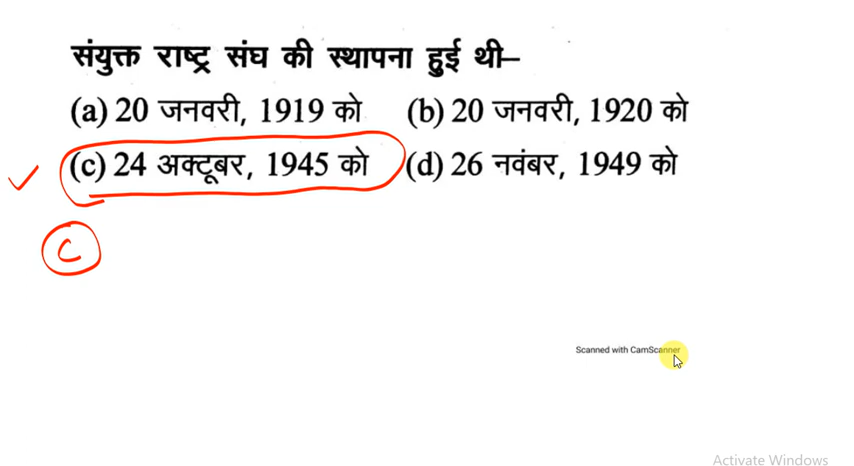 संयुक्त राष्ट्र संघ की स्थापना हुई थी–
(a) 20 जनवरी, 1919 को (b) 20 जनवरी, 1920 को
(c) 24 अक्टूबर, 1945 को (d) 26 नवंबर, 1949 को
C
Scanned with CamScanner
Activate Windows